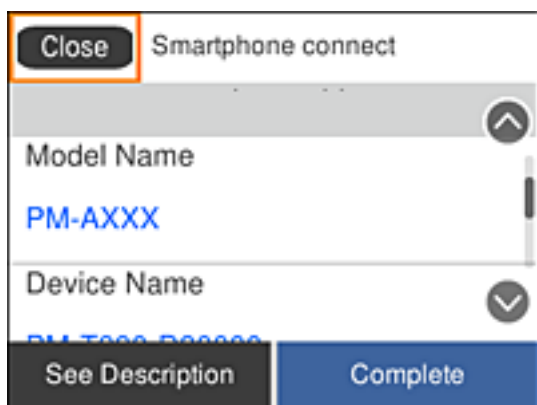 Close
Smartphone connect
Model Name
PM-AXXX
Device Name
See Description
Complete